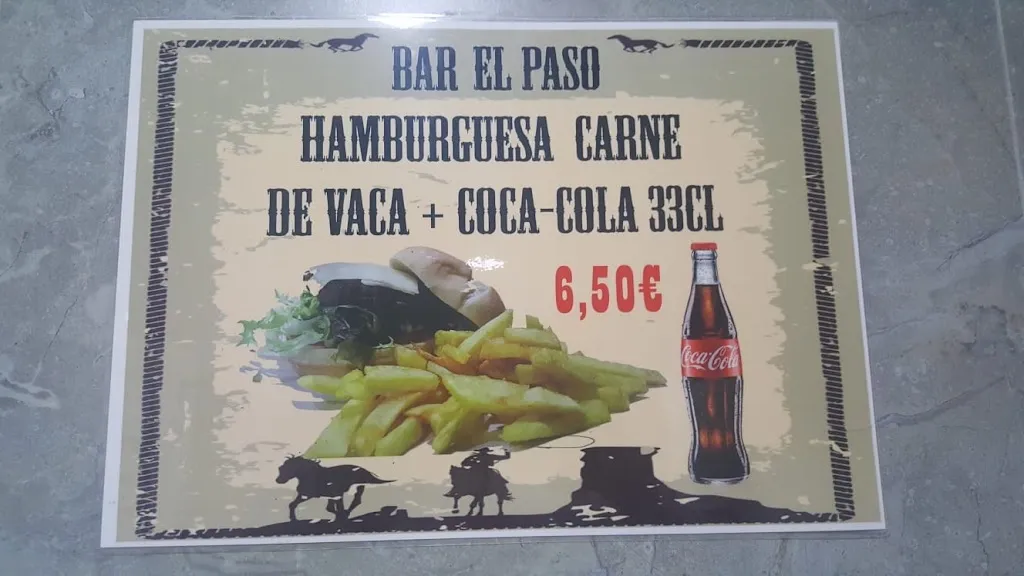 BAR EL PASO
HAMBURGUESA CARNE
DE VACA + COCA-COLA 33CL
6,50€
Coca-Cola